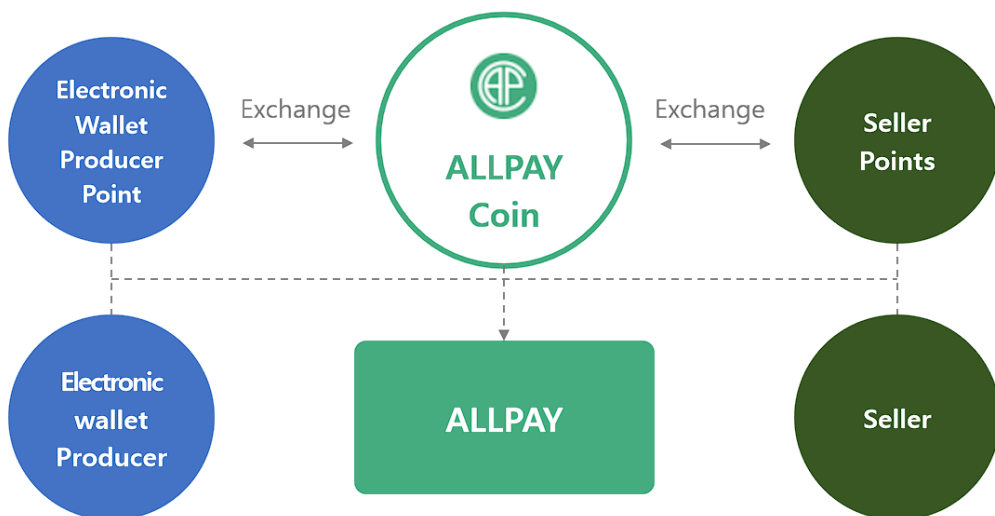 Electronic
Wallet
Producer
Point
Exchange
ALLPAY
Coin
Exchange
Seller
Points
Electronic
wallet
Producer
ALLPAY
Seller